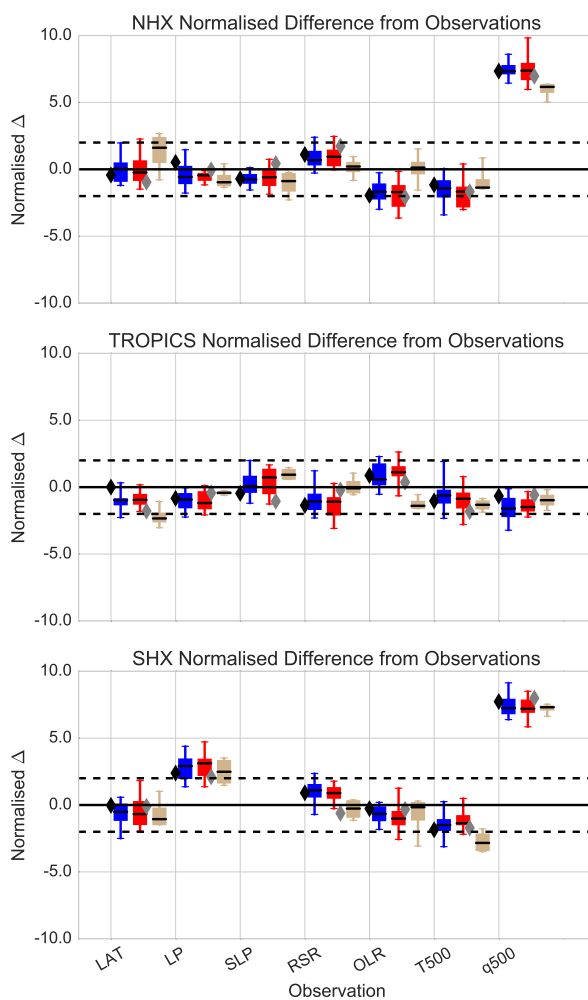 NHX Normalised Difference from Observations
10.0
5.0
0.0
-5.0
-10.0
Normalised Δ
TROPICS Normalised Difference from Observations
10.0
5.0
0.0
-5.0
-10.0
Normalised Δ
SHX Normalised Difference from Observations
10.0
5.0
0.0
-5.0
-10.0
Normalised Δ
LAT LP SLP RSR OLR T500 q500
Observation